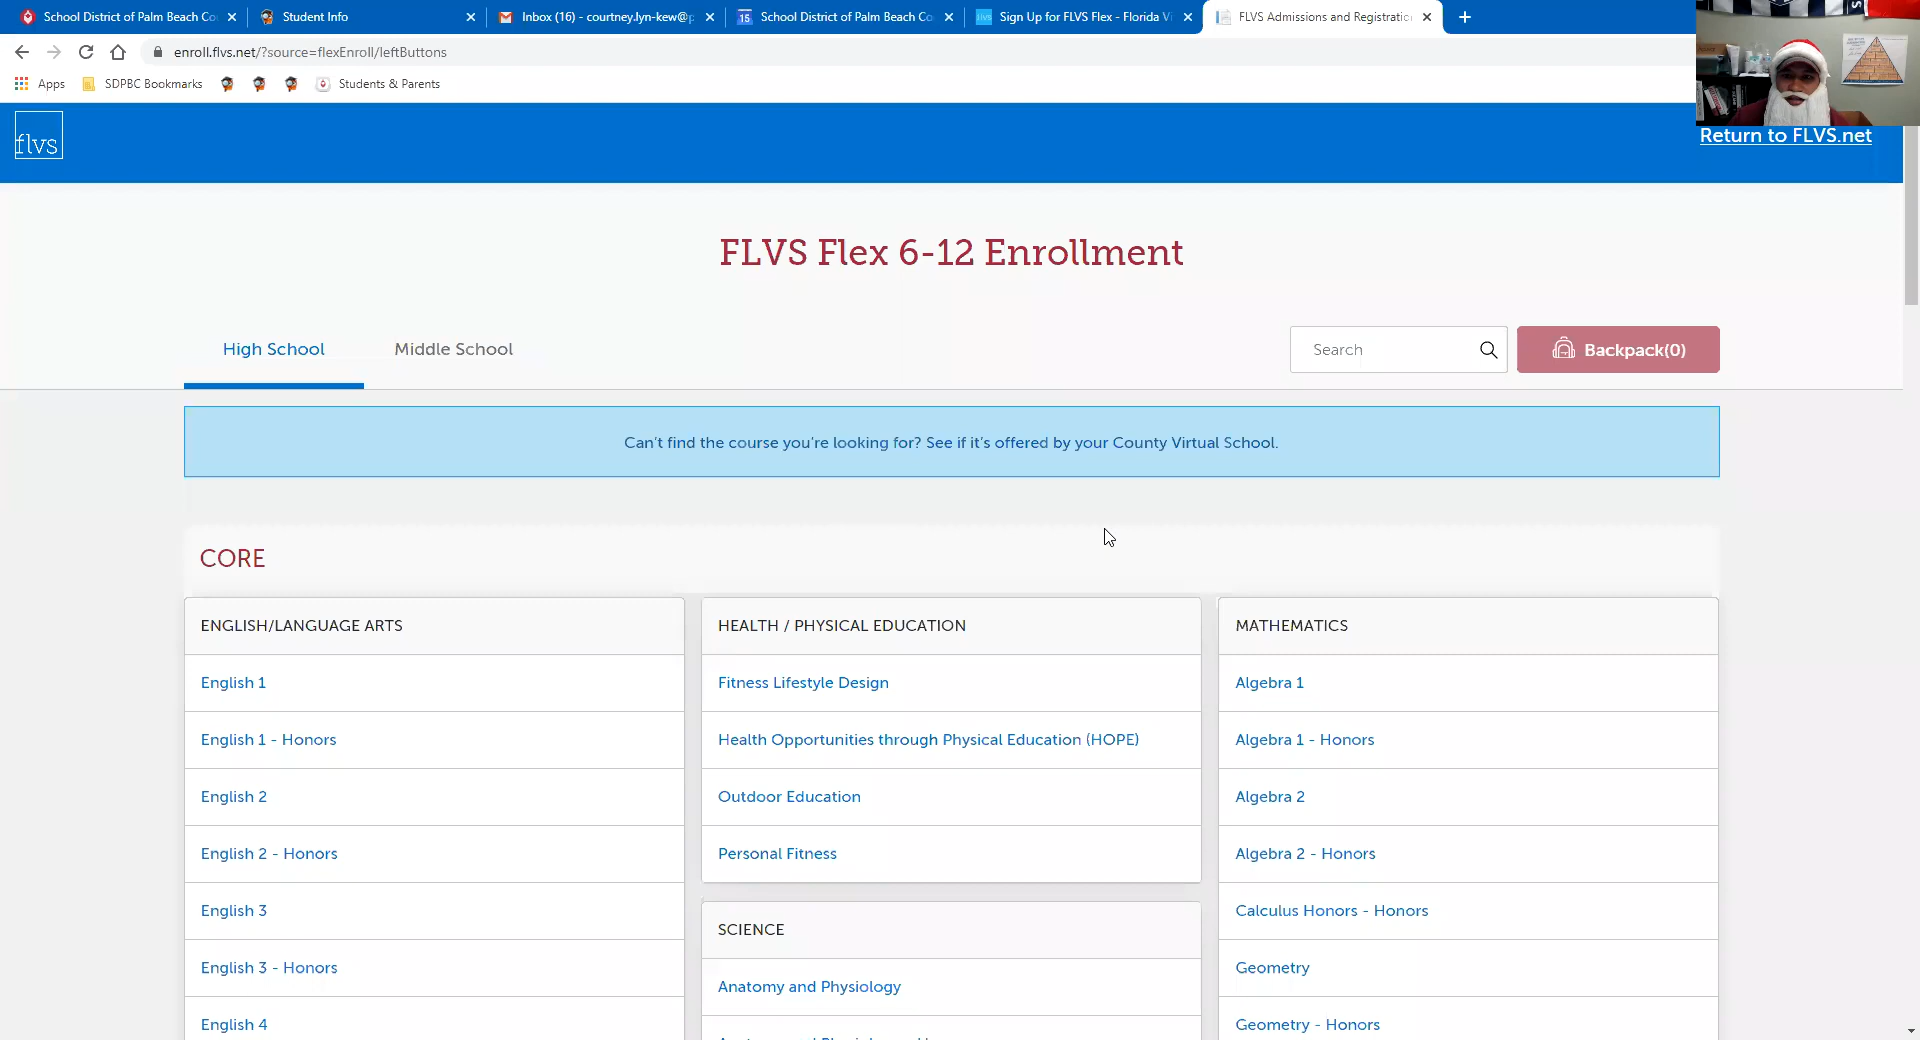 School District of Palm Beach Co
Student Info
Inbox (16) - courtney.lyn-kew@p
School District of Palm Beach Co
Sign Up for FLVS Flex - Florida Vi
FLVS Admissions and Registratio
enroll.flvs.net/?source=flexEnroll/leftButtons
Apps
SDPBC Bookmarks
Students & Parents
flvs
Return to FLVS.net
FLVS Flex 6-12 Enrollment
High School
Middle School
Search
Backpack(0)
Can't find the course you're looking for? See if it's offered by your County Virtual School.
CORE
ENGLISH/LANGUAGE ARTS
English 1
English 1 - Honors
English 2
English 2 - Honors
English 3
English 3 - Honors
English 4
HEALTH / PHYSICAL EDUCATION
Fitness Lifestyle Design
Health Opportunities through Physical Education (HOPE)
Outdoor Education
Personal Fitness
SCIENCE
Anatomy and Physiology
MATHEMATICS
Algebra 1
Algebra 1 - Honors
Algebra 2
Algebra 2 - Honors
Calculus Honors - Honors
Geometry
Geometry - Honors